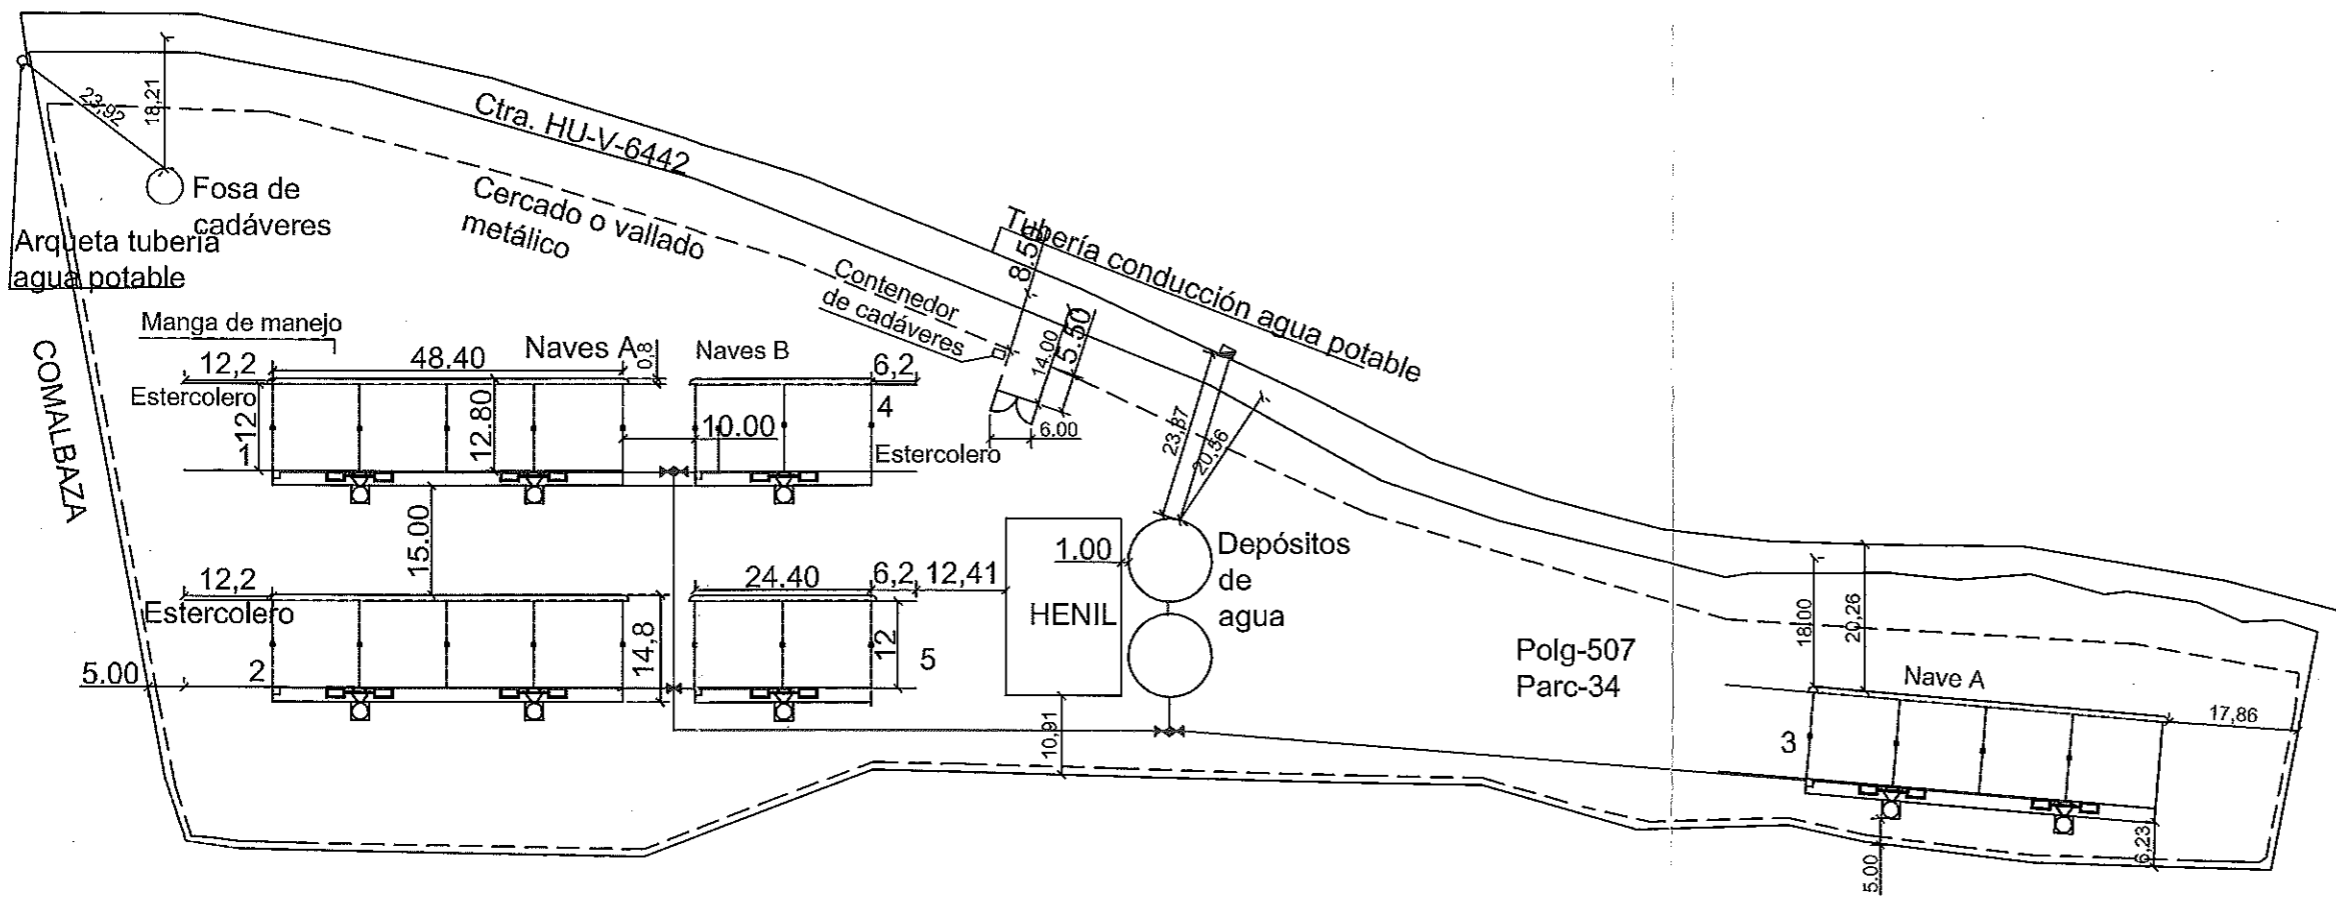 23,92
18,21
Ctra. HU-V-6442
Fosa de
cadáveres
Cercado o vallado
metálico
Arqueta tubería
agua potable
Tubería conducción agua potable
8.50
Contenedor
de cadáveres
14.00
5.50
6.00
Manga de manejo
COMALBAZA
12,2
48.40
Naves A
0,8
Naves B
6,2
Estercolero
12
12.80
10.00
4
1
Estercolero
23,87
20,56
15.00
12,2
Estercolero
24.40
6,2
12,41
1.00
Depósitos
de
agua
HENIL
14,8
12
5
5.00
2
10,91
Polg-507
Parc-34
18.00
20,26
Nave A
17,86
3
5.00
6,23